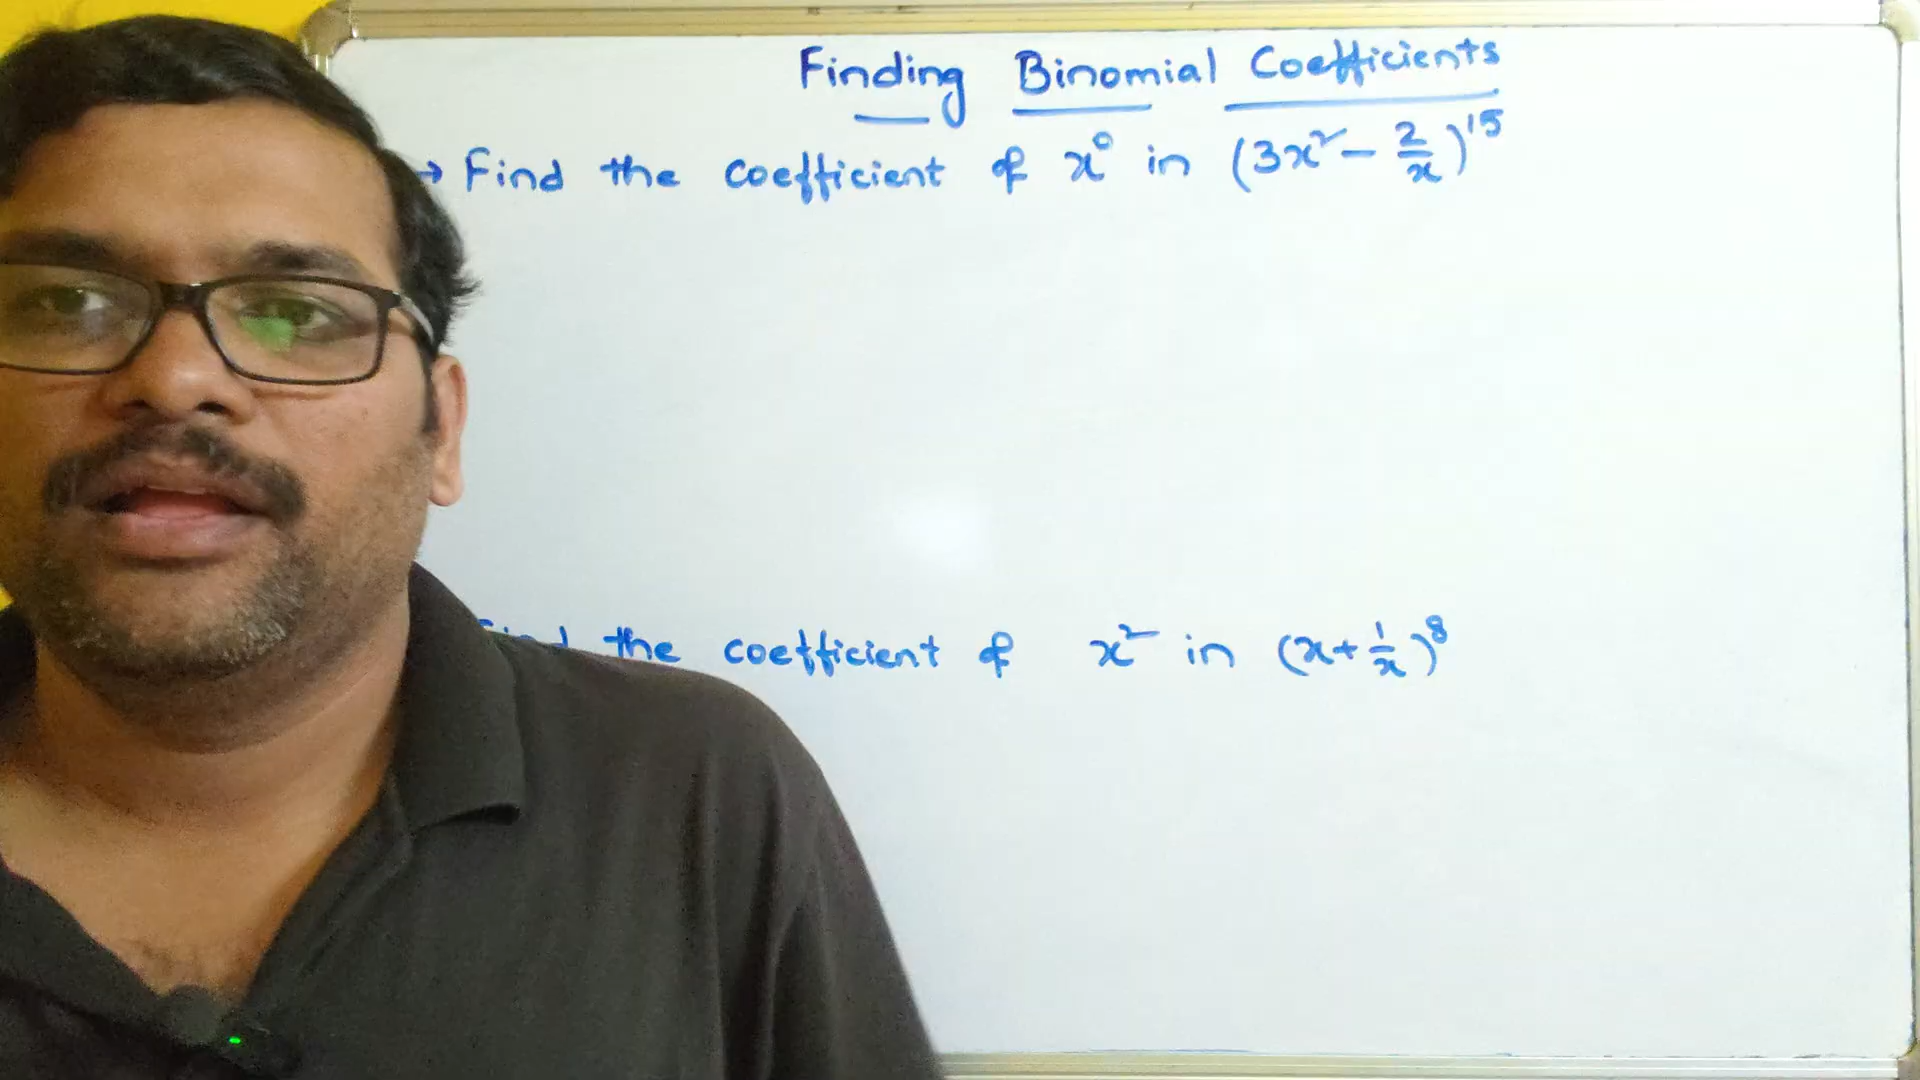 Finding Binomial Coefficients
→ Find the coefficient of x⁰ in (3x² - 2/x)¹⁵
the coefficient of x² in (x + 1/x)⁸